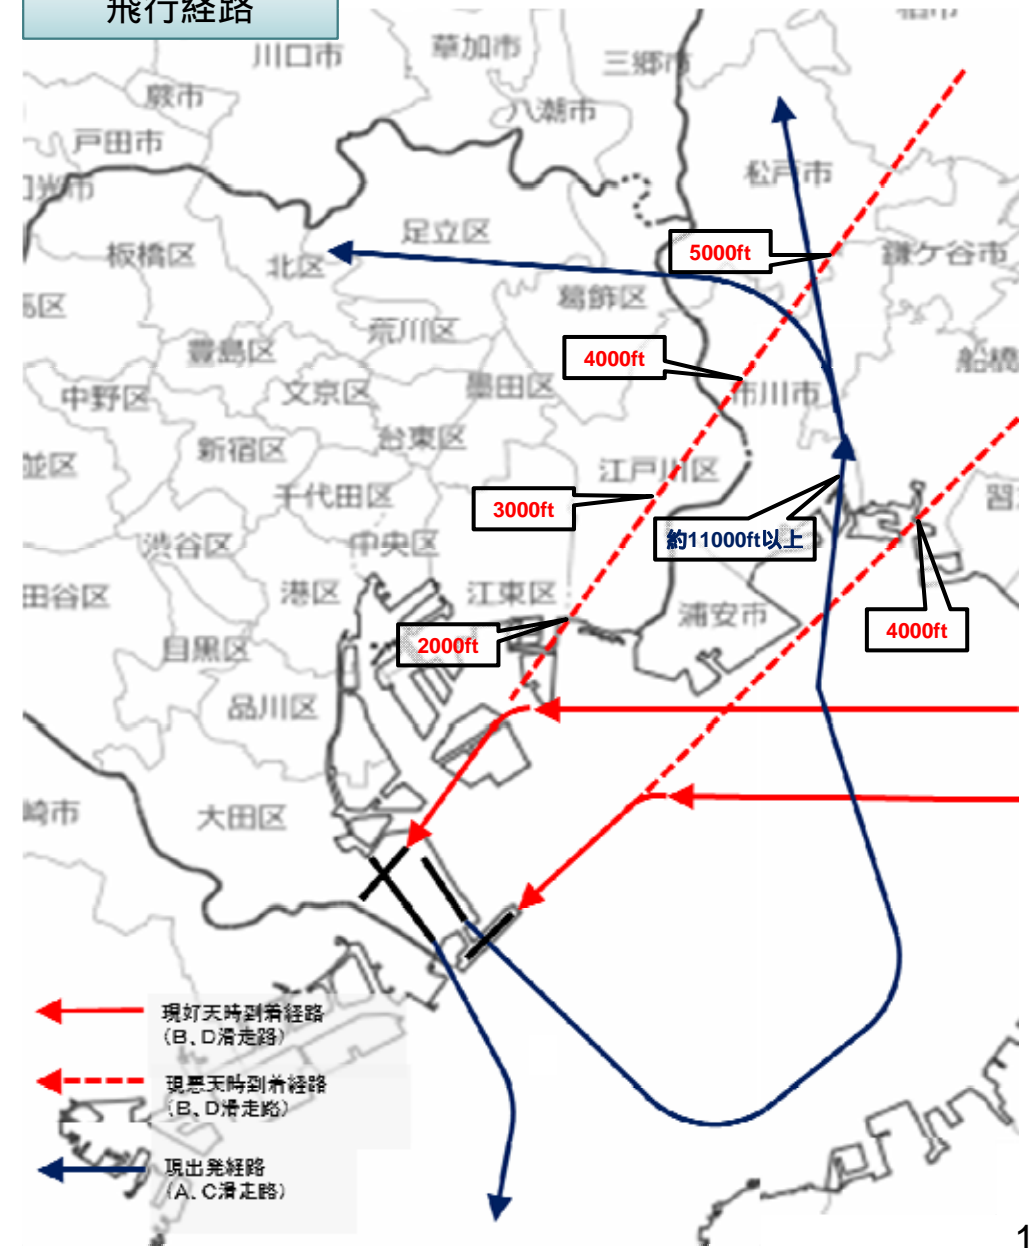 飛行経路
川口市
草加市
三郷市
蕨市
八潮市
戸田市
松戸市
足立区
板橋区
北区
5000ft
鎌ケ谷市
葛飾区
荒川区
豊島区
4000ft
船橋
中野区
文京区
墨田区
市川市
台東区
新宿区
並区
江戸川区
千代田区
3000ft
習
約11000ft以上
渋谷区
中央区
田谷区
港区
江東区
浦安市
4000ft
2000ft
目黒区
品川区
崎市
大田区
現好天時到着経路
(B、D滑走路)
現悪天時到着経路
(B、D滑走路)
現出発経路
(A、C滑走路)
1